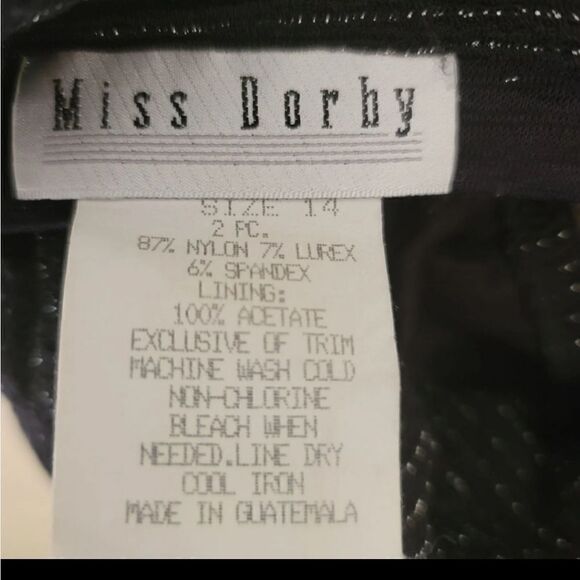 Miss Dorby
SIZE 14
2 PC.
87% NYLON 7% LUREX
6% SPANDEX
LINING:
100% ACETATE
EXCLUSIVE OF TRIM
MACHINE WASH COLD
NON-CHLORINE
BLEACH WHEN
NEEDED.LINE DRY
COOL IRON
MADE IN GUATEMALA